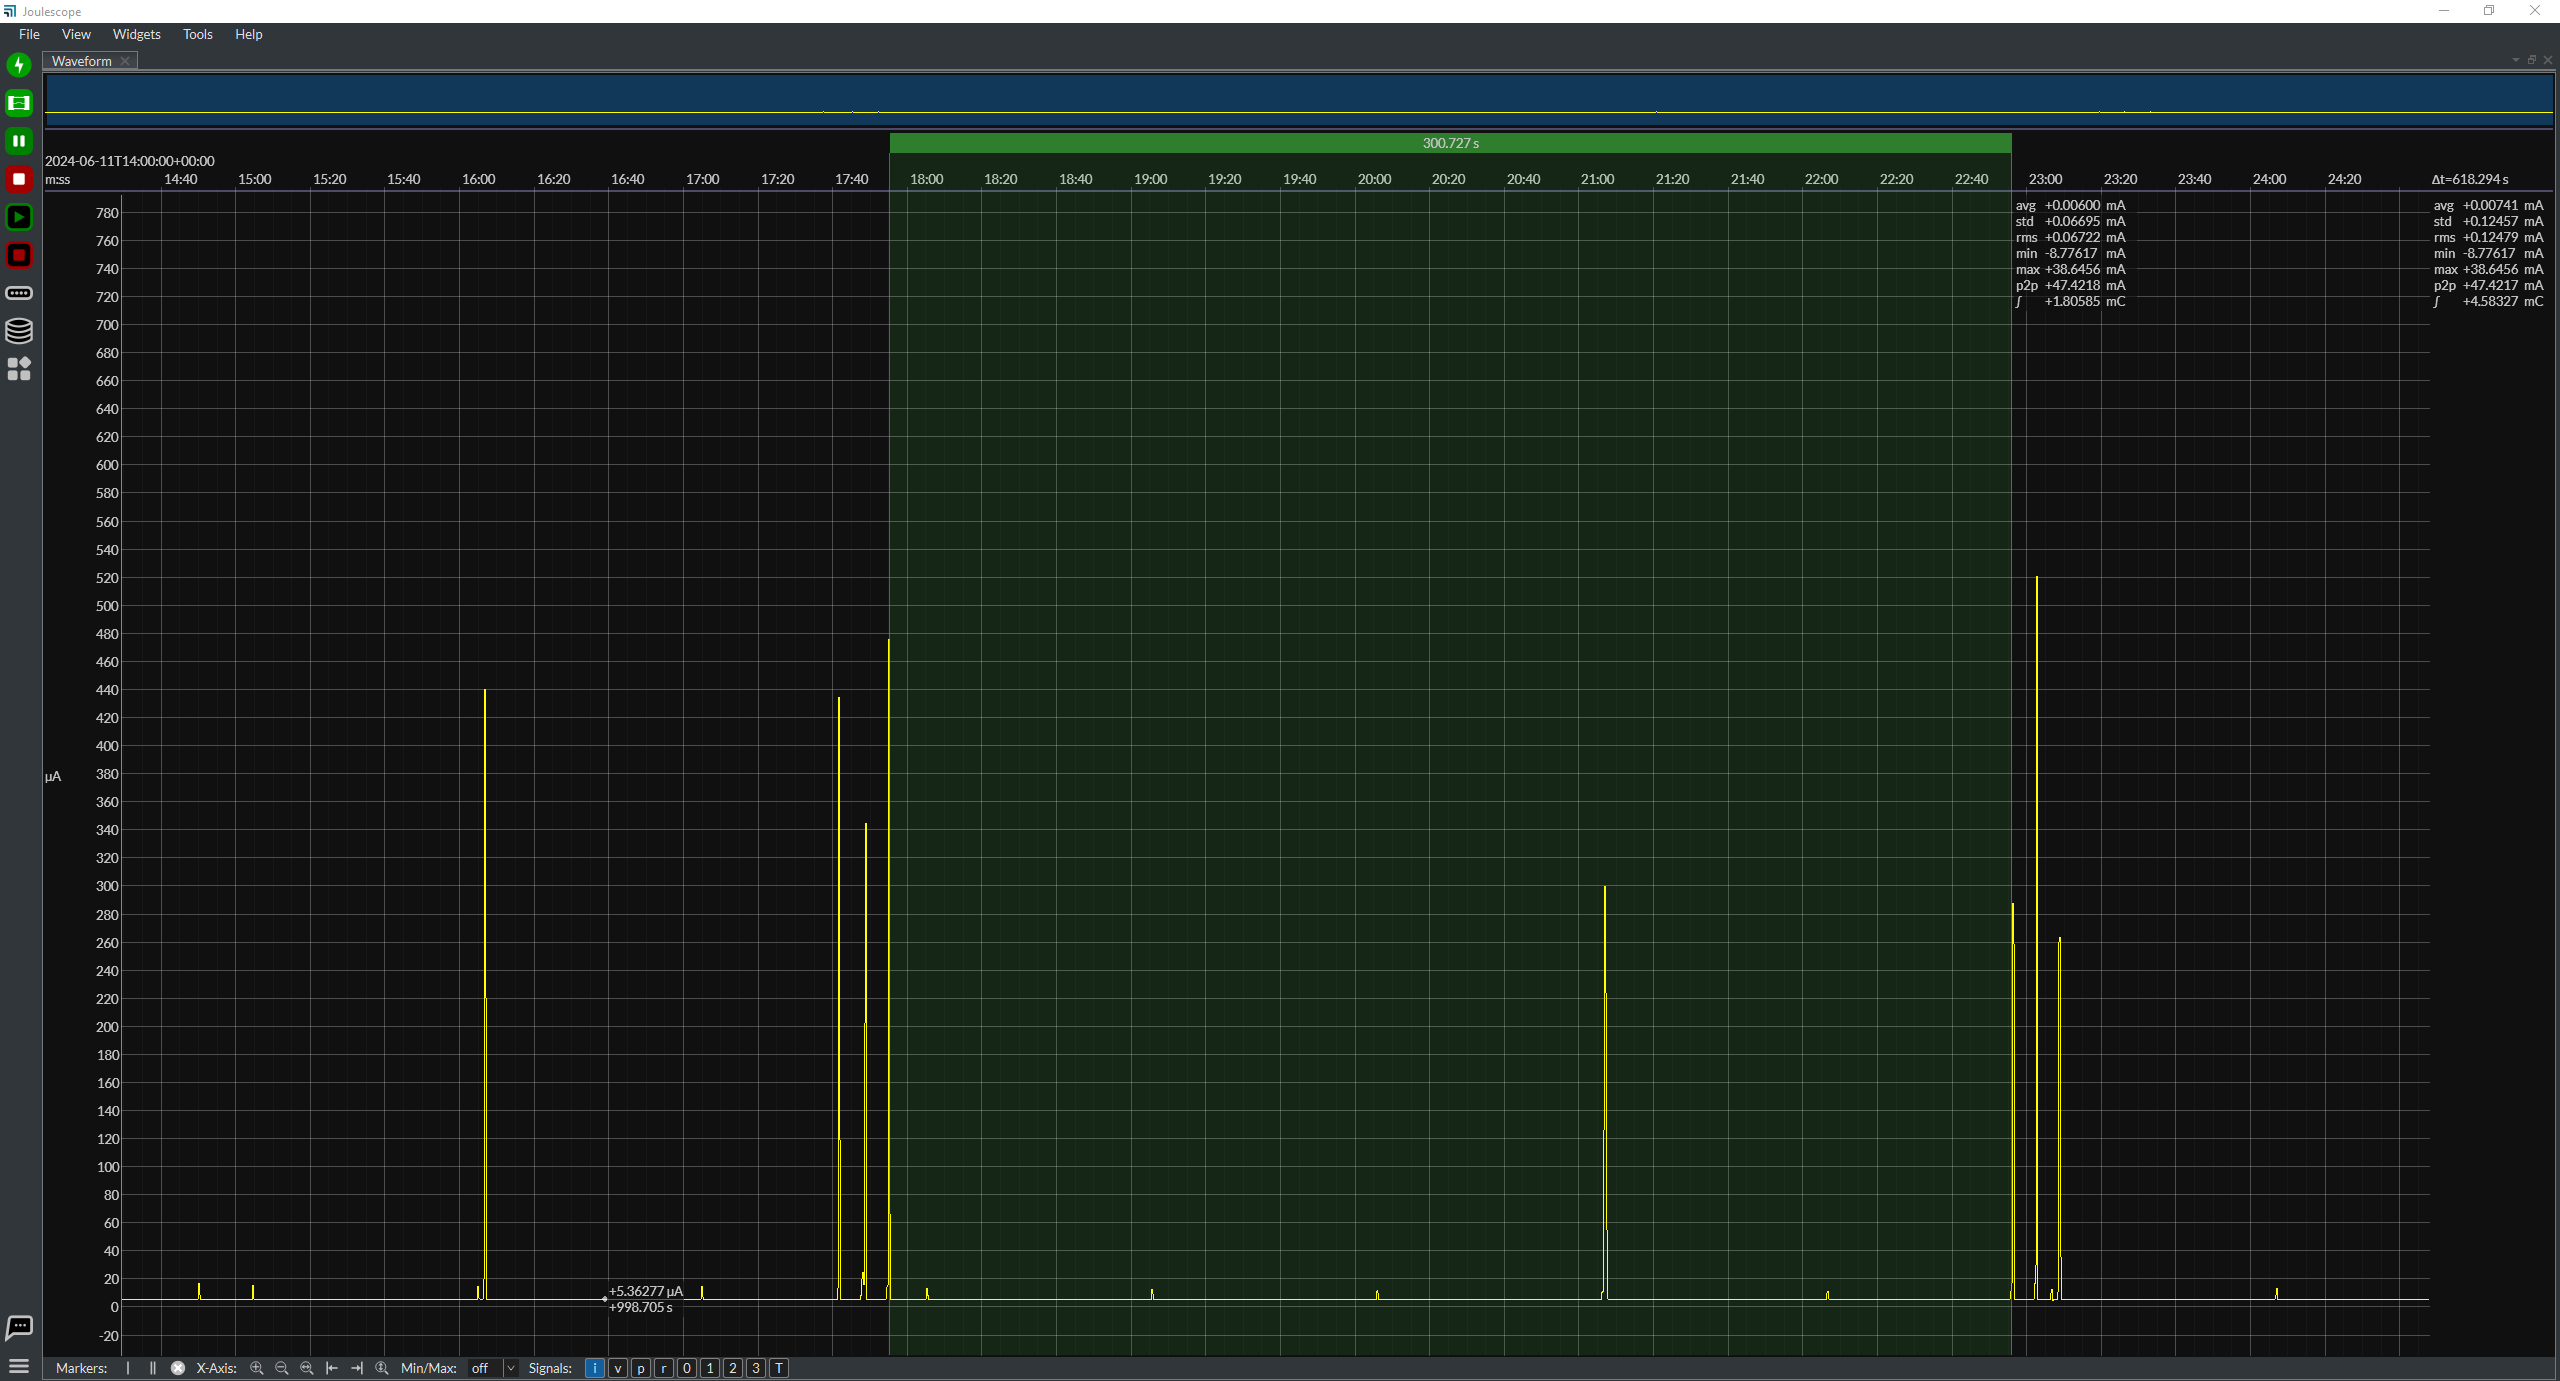 Joulescope
File View Widgets Tools Help
Waveform
300.727 s
2024-06-11T14:00:00+00:00
m:ss 14:40 15:00 15:20 15:40 16:00 16:20 16:40 17:00 17:20 17:40 18:00 18:20 18:40 19:00 19:20 19:40 20:00 20:20 20:40 21:00 21:20 21:40 22:00 22:20 22:40 23:00 23:20 23:40 24:00 24:20 Δt=618.294 s
avg +0.00600 mA
std +0.06695 mA
rms +0.06722 mA
min -8.77617 mA
max +38.6456 mA
p2p +47.4218 mA
∫ +1.80585 mC
avg +0.00741 mA
std +0.12457 mA
rms +0.12479 mA
min -8.77617 mA
max +38.6456 mA
p2p +47.4217 mA
∫ +4.58327 mC
780
760
740
720
700
680
660
640
620
600
580
560
540
520
500
480
460
440
420
400
µA
380
360
340
320
300
280
260
240
220
200
180
160
140
120
100
80
60
40
20
0
-20
+5.36277 µA
+998.705 s
Markers: X-Axis: Min/Max: off Signals: i v p r 0 1 2 3 T